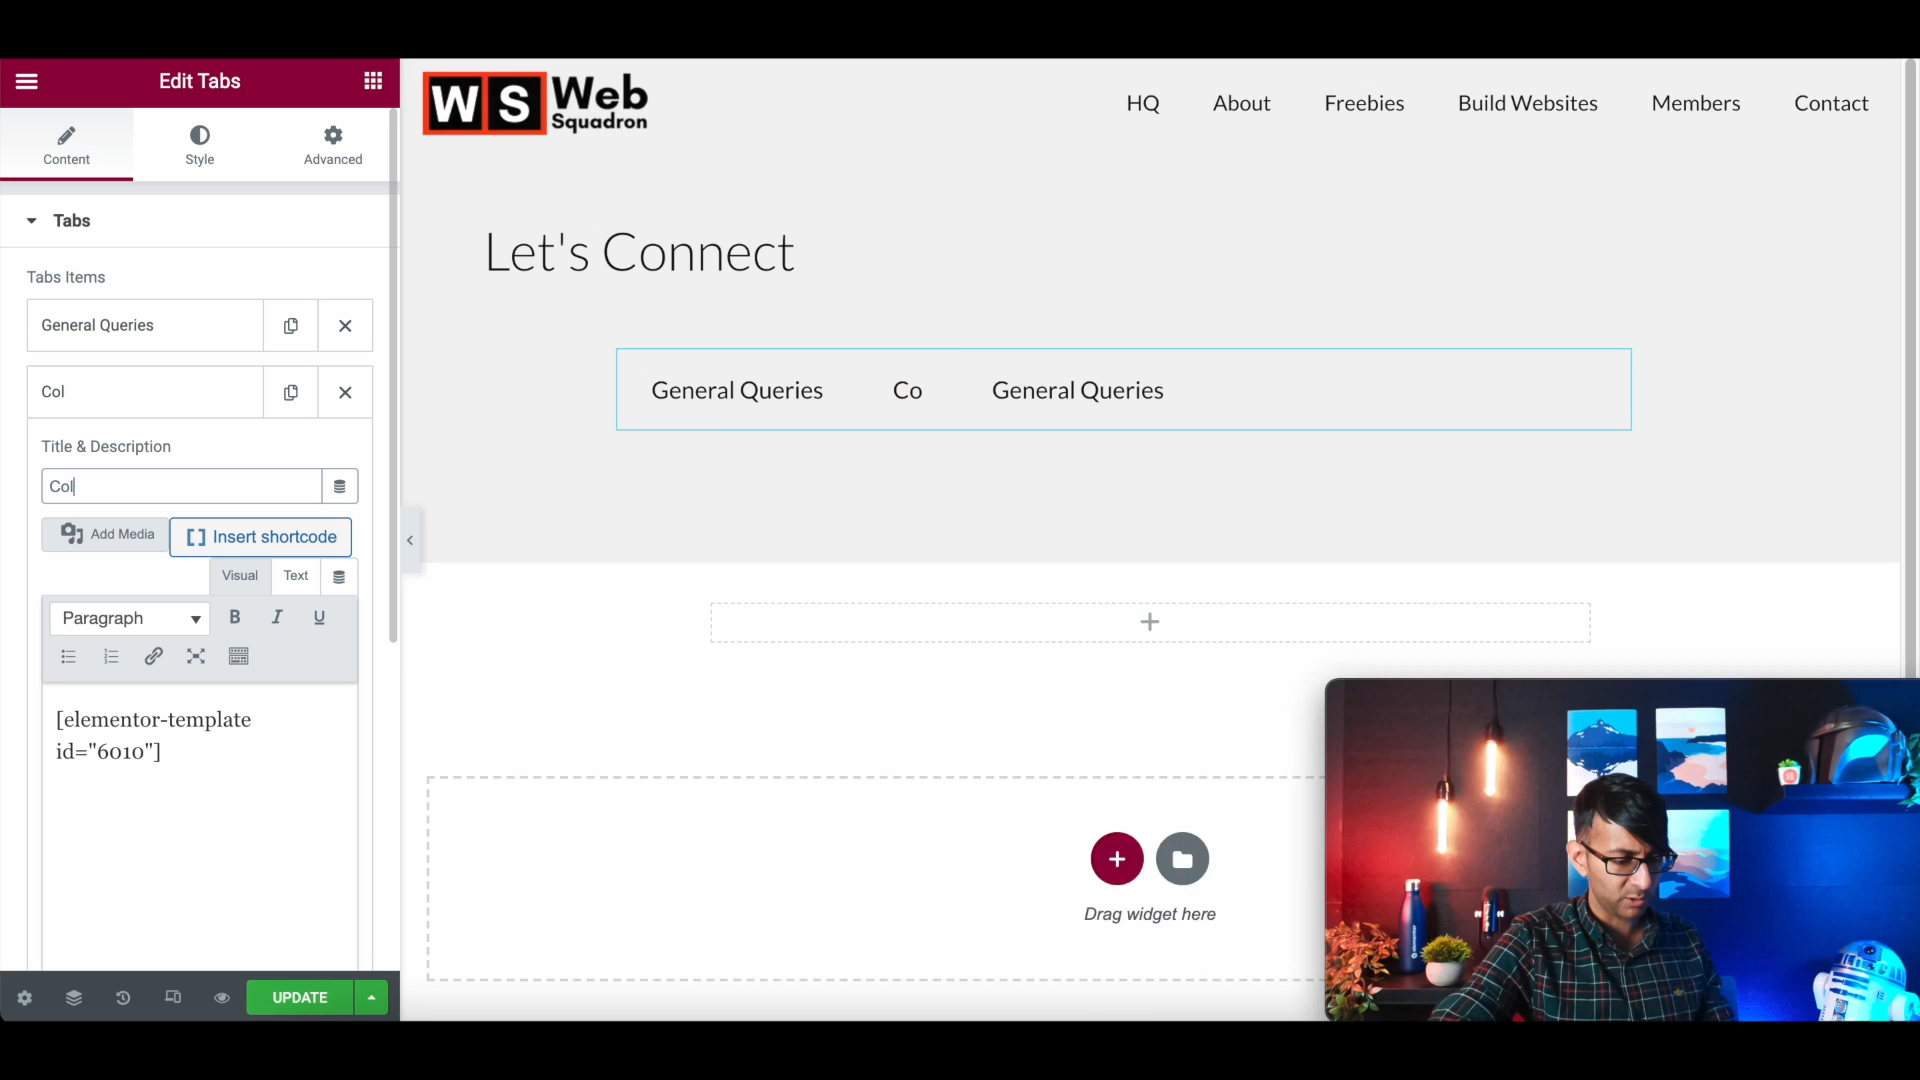 Edit Tabs
Content
Style
Advanced
Tabs
Tabs Items
General Queries
Col
Title & Description
Col
Add Media
Insert shortcode
Visual
Text
Paragraph
B
I
U
[elementor-template
id="6010"]
UPDATE
WS Web
Squadron
HQ
About
Freebies
Build Websites
Members
Contact
Let's Connect
General Queries
Co
General Queries
Drag widget here